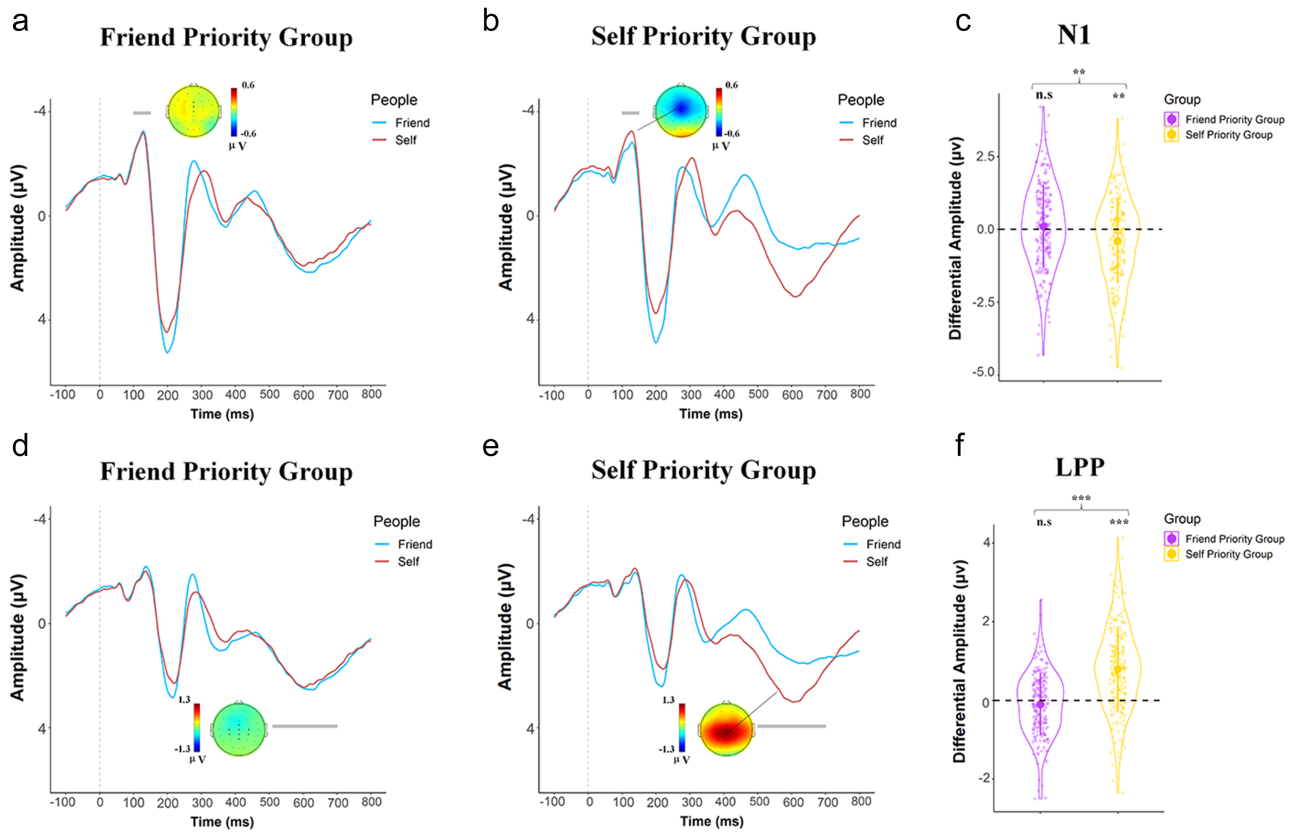 a
Friend Priority Group
0.6
-0.6
μ V
People
Friend
Self
Amplitude (μV)
-4
0
4
-100 0 100 200 300 400 500 600 700 800
Time (ms)
b
Self Priority Group
0.6
-0.6
μ V
People
Friend
Self
Amplitude (μV)
-4
0
4
-100 0 100 200 300 400 500 600 700 800
Time (ms)
c
N1
**
n.s **
Group
Friend Priority Group
Self Priority Group
Differential Amplitude (μv)
2.5
0.0
-2.5
-5.0
d
Friend Priority Group
People
Friend
Self
Amplitude (μV)
-4
0
4
1.3
-1.3
μ V
-100 0 100 200 300 400 500 600 700 800
Time (ms)
e
Self Priority Group
People
Friend
Self
Amplitude (μV)
-4
0
4
1.3
-1.3
μ V
-100 0 100 200 300 400 500 600 700 800
Time (ms)
f
LPP
***
n.s ***
Group
Friend Priority Group
Self Priority Group
Differential Amplitude (μv)
4
2
0
-2